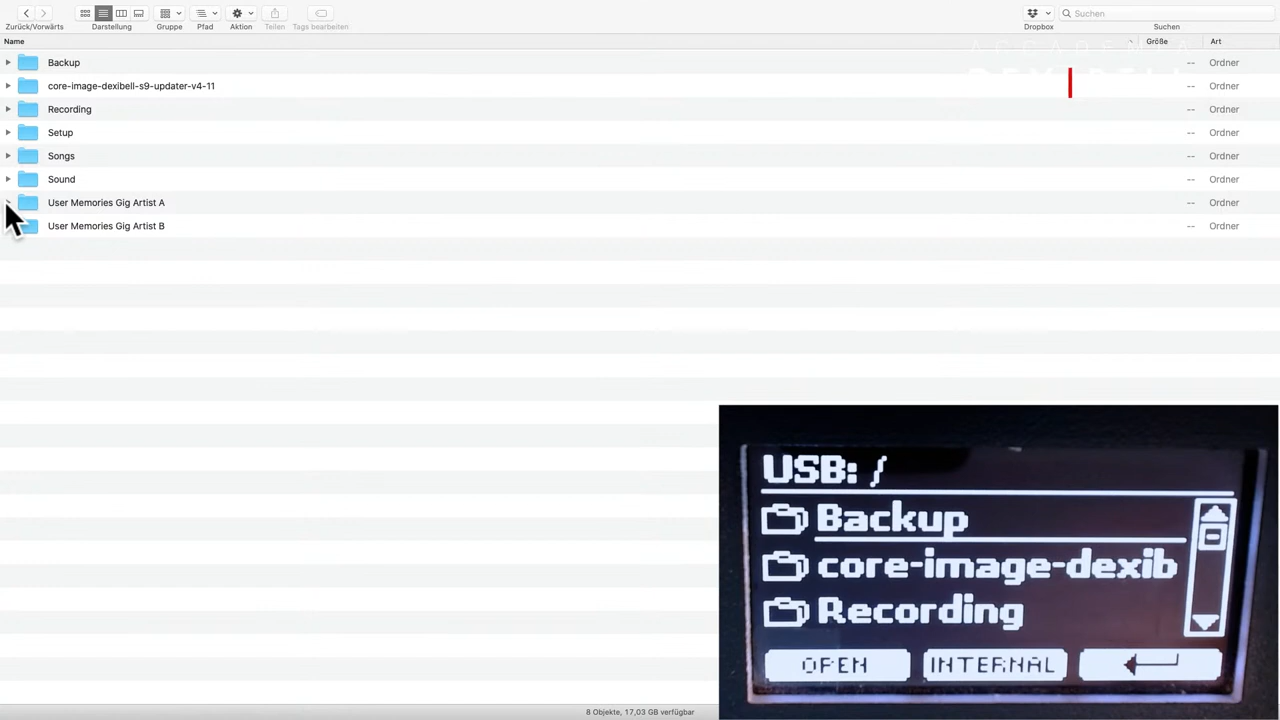 Zurück/Vorwärts Darstellung Gruppe Pfad Aktion Teilen Tags bearbeiten Dropbox Suchen
Suchen
Name Größe Art
Backup -- Ordner
core-image-dexibell-s9-updater-v4-11 -- Ordner
Recording -- Ordner
Setup -- Ordner
Songs -- Ordner
Sound -- Ordner
User Memories Gig Artist A -- Ordner
User Memories Gig Artist B -- Ordner
8 Objekte, 17,03 GB verfügbar
USB: /
Backup
core-image-dexib
Recording
OPEN INTERNAL